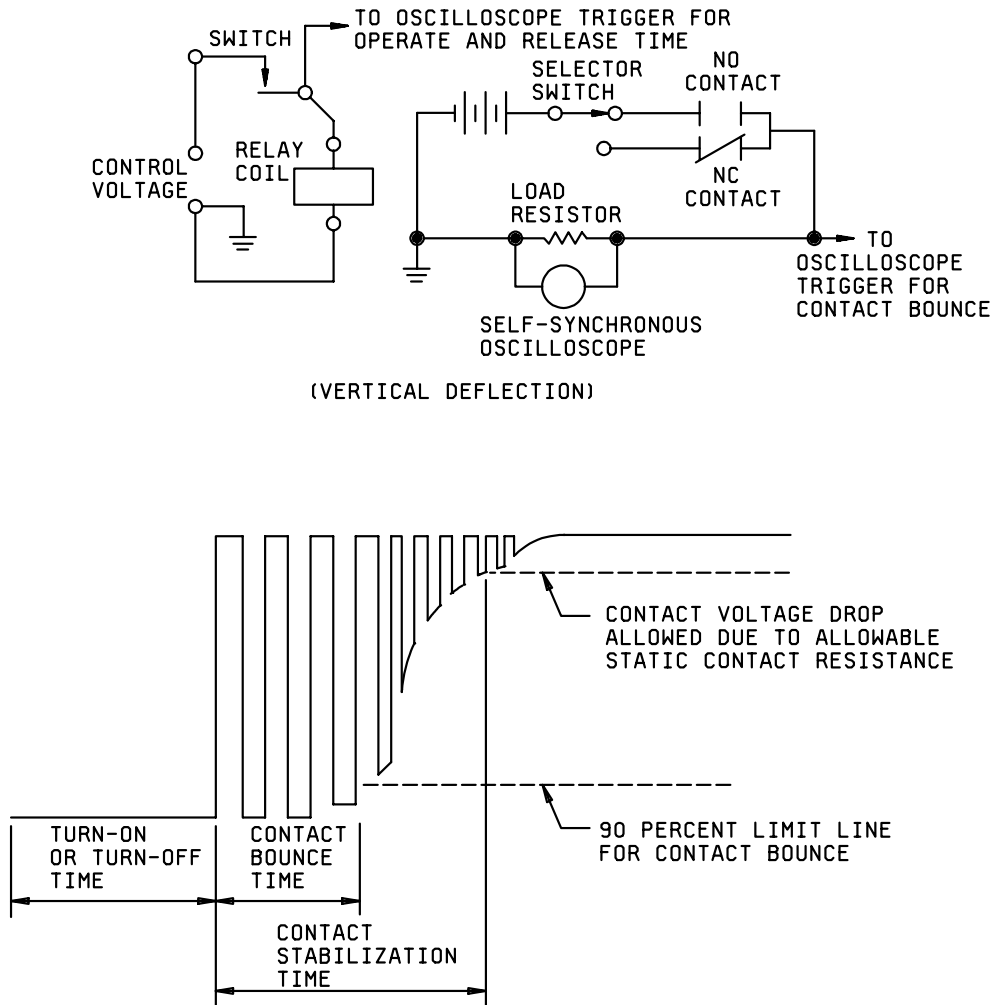 TO OSCILLOSCOPE TRIGGER FOR
OPERATE AND RELEASE TIME
SWITCH
CONTROL
VOLTAGE
RELAY
COIL
SELECTOR
SWITCH
NO
CONTACT
NC
CONTACT
LOAD
RESISTOR
TO
OSCILLOSCOPE
TRIGGER FOR
CONTACT BOUNCE
SELF-SYNCHRONOUS
OSCILLOSCOPE
(VERTICAL DEFLECTION)
CONTACT VOLTAGE DROP
ALLOWED DUE TO ALLOWABLE
STATIC CONTACT RESISTANCE
90 PERCENT LIMIT LINE
FOR CONTACT BOUNCE
TURN-ON
OR TURN-OFF
TIME
CONTACT
BOUNCE
TIME
CONTACT
STABILIZATION
TIME